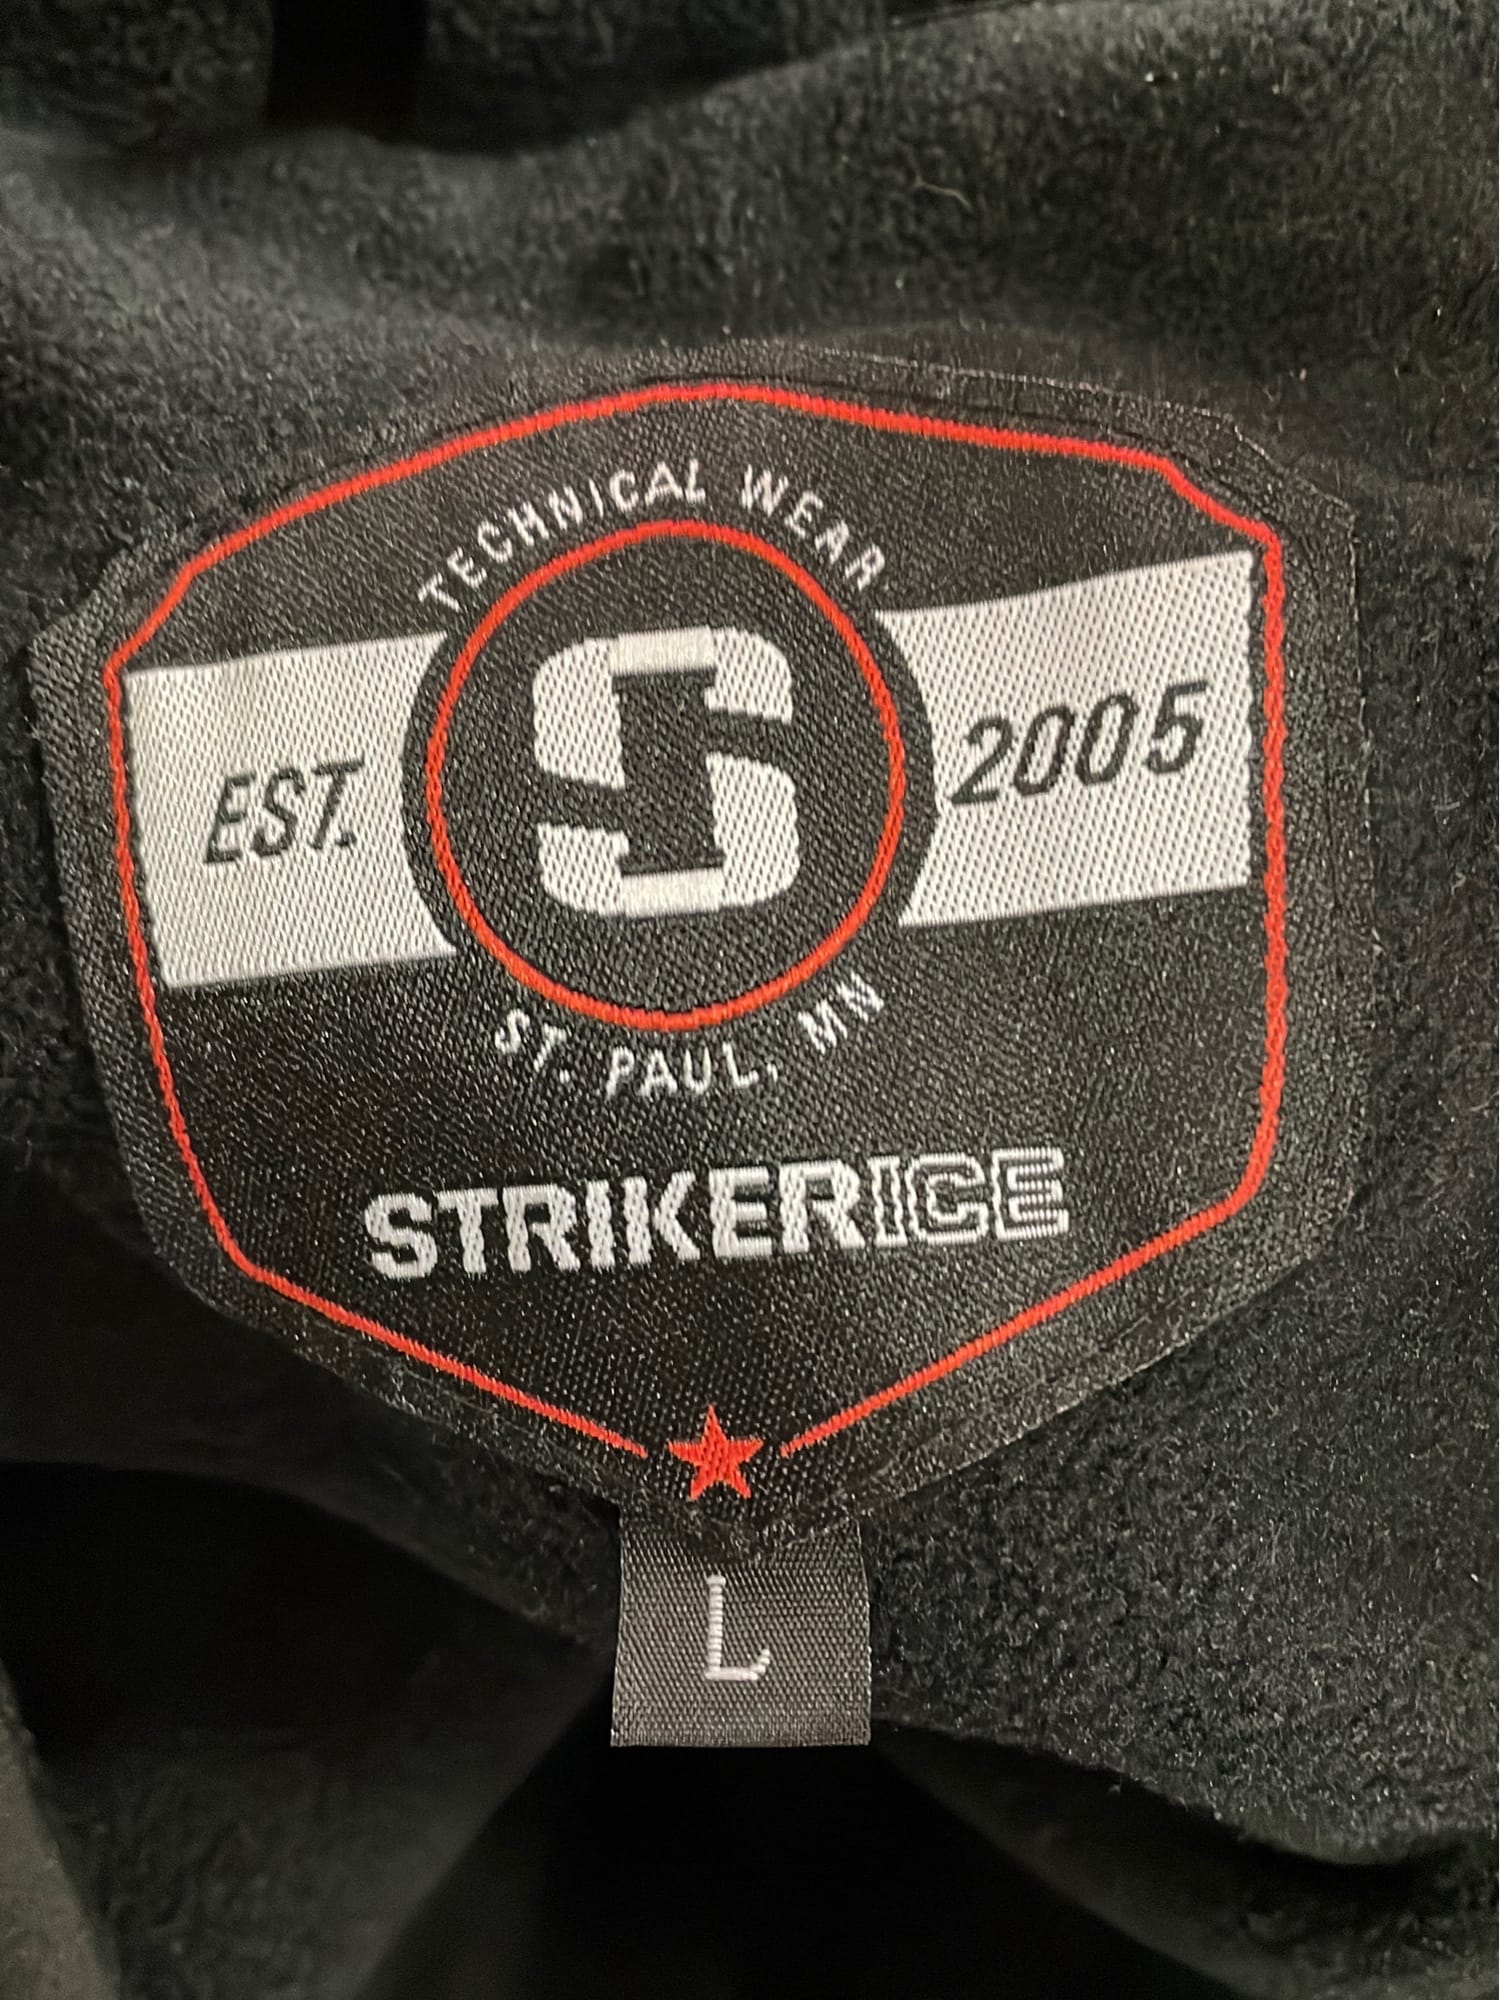 TECHNICAL WEAR
EST. S 2005
ST. PAUL, MN
STRIKERICE
L